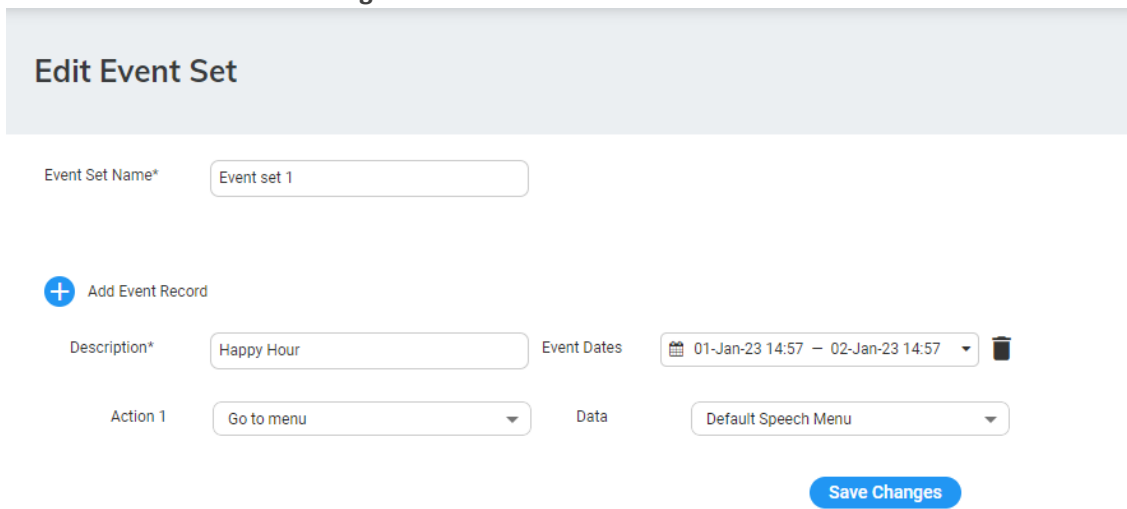 Edit Event Set
Event Set Name* Event set 1
Add Event Record
Description* Happy Hour Event Dates 01-Jan-23 14:57 – 02-Jan-23 14:57
Action 1 Go to menu Data Default Speech Menu
Save Changes